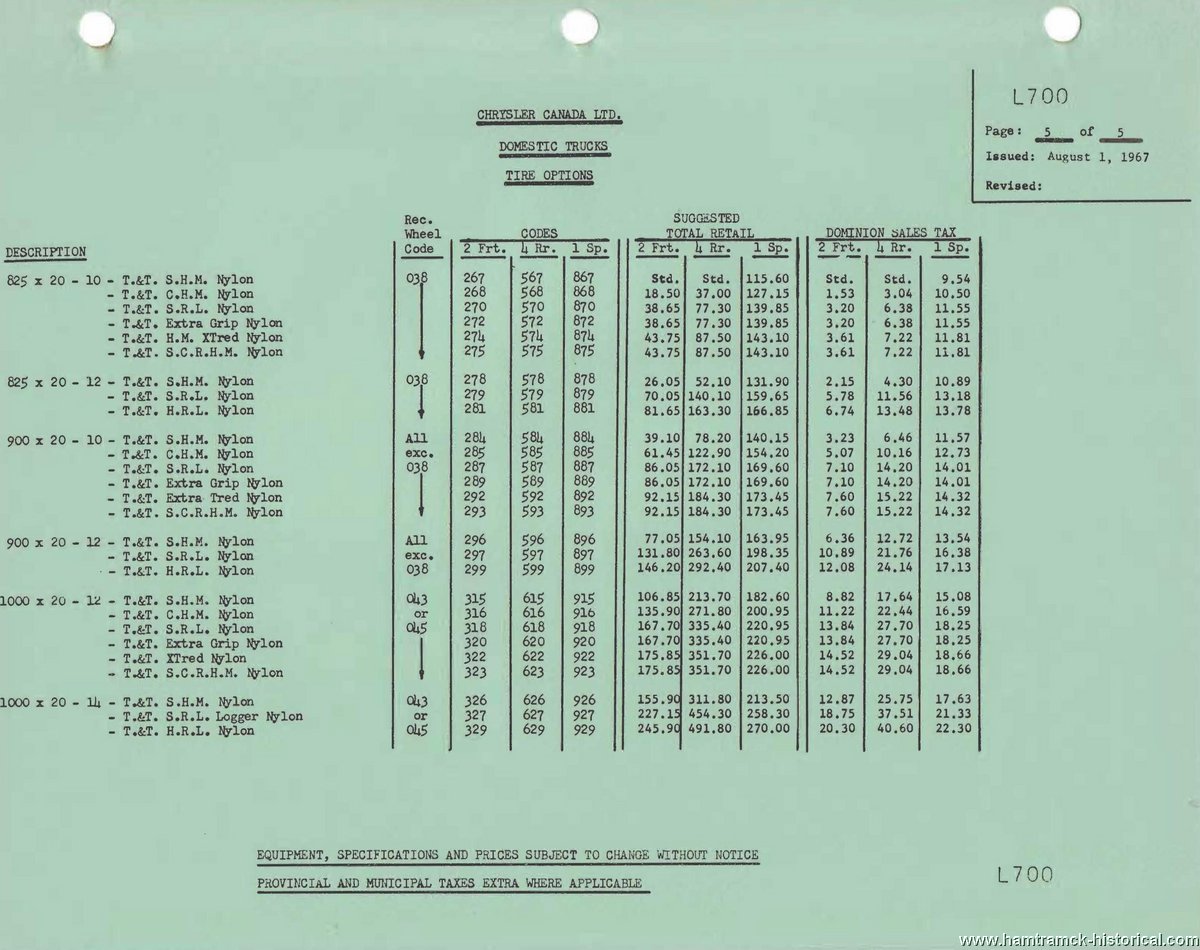 L700
CHRYSLER CANADA LTD.
Page: 5 of 5
DOMESTIC TRUCKS
Issued: August 1, 1967
TIRE OPTIONS
Revised:
Rec. SUGGESTED
Wheel CODES TOTAL RETAIL DOMINION SALES TAX
DESCRIPTION Code 2 Frt. 4 Rr. 1 Sp. 2 Frt. 4 Rr. 1 Sp. 2 Frt. 4 Rr. 1 Sp.
825 x 20 - 10 - T.&T. S.H.M. Nylon 038 267 567 867 Std. Std. 115.60 Std. Std. 9.54
- T.&T. C.H.M. Nylon 268 568 868 18.50 37.00 127.15 1.53 3.04 10.50
- T.&T. S.R.L. Nylon 270 570 870 38.65 77.30 139.85 3.20 6.38 11.55
- T.&T. Extra Grip Nylon 272 572 872 38.65 77.30 139.85 3.20 6.38 11.55
- T.&T. H.M. XTred Nylon 274 574 874 43.75 87.50 143.10 3.61 7.22 11.81
- T.&T. S.C.R.H.M. Nylon 275 575 875 43.75 87.50 143.10 3.61 7.22 11.81
825 x 20 - 12 - T.&T. S.H.M. Nylon 038 278 578 878 26.05 52.10 131.90 2.15 4.30 10.89
- T.&T. S.R.L. Nylon 279 579 879 70.05 140.10 159.65 5.78 11.56 13.18
- T.&T. H.R.L. Nylon 281 581 881 81.65 163.30 166.85 6.74 13.48 13.78
900 x 20 - 10 - T.&T. S.H.M. Nylon All 284 584 884 39.10 78.20 140.15 3.23 6.46 11.57
- T.&T. C.H.M. Nylon exc. 285 585 885 61.45 122.90 154.20 5.07 10.16 12.73
- T.&T. S.R.L. Nylon 038 287 587 887 86.05 172.10 169.60 7.10 14.20 14.01
- T.&T. Extra Grip Nylon 289 589 889 86.05 172.10 169.60 7.10 14.20 14.01
- T.&T. Extra Tred Nylon 292 592 892 92.15 184.30 173.45 7.60 15.22 14.32
- T.&T. S.C.R.H.M. Nylon 293 593 893 92.15 184.30 173.45 7.60 15.22 14.32
900 x 20 - 12 - T.&T. S.H.M. Nylon All 296 596 896 77.05 154.10 163.95 6.36 12.72 13.54
- T.&T. S.R.L. Nylon exc. 297 597 897 131.80 263.60 198.35 10.89 21.76 16.38
- T.&T. H.R.L. Nylon 038 299 599 899 146.20 292.40 207.40 12.08 24.14 17.13
1000 x 20 - 12 - T.&T. S.H.M. Nylon 043 315 615 915 106.85 213.70 182.60 8.82 17.64 15.08
- T.&T. C.H.M. Nylon or 316 616 916 135.90 271.80 200.95 11.22 22.44 16.59
- T.&T. S.R.L. Nylon 045 318 618 918 167.70 335.40 220.95 13.84 27.70 18.25
- T.&T. Extra Grip Nylon 320 620 920 167.70 335.40 220.95 13.84 27.70 18.25
- T.&T. XTred Nylon 322 622 922 175.85 351.70 226.00 14.52 29.04 18.66
- T.&T. S.C.R.H.M. Nylon 323 623 923 175.85 351.70 226.00 14.52 29.04 18.66
1000 x 20 - 14 - T.&T. S.H.M. Nylon 043 326 626 926 155.90 311.80 213.50 12.87 25.75 17.63
- T.&T. S.R.L. Logger Nylon or 327 627 927 227.15 454.30 258.30 18.75 37.51 21.33
- T.&T. H.R.L. Nylon 045 329 629 929 245.90 491.80 270.00 20.30 40.60 22.30
EQUIPMENT, SPECIFICATIONS AND PRICES SUBJECT TO CHANGE WITHOUT NOTICE
L700
PROVINCIAL AND MUNICIPAL TAXES EXTRA WHERE APPLICABLE
www.hamtramck-historical.com